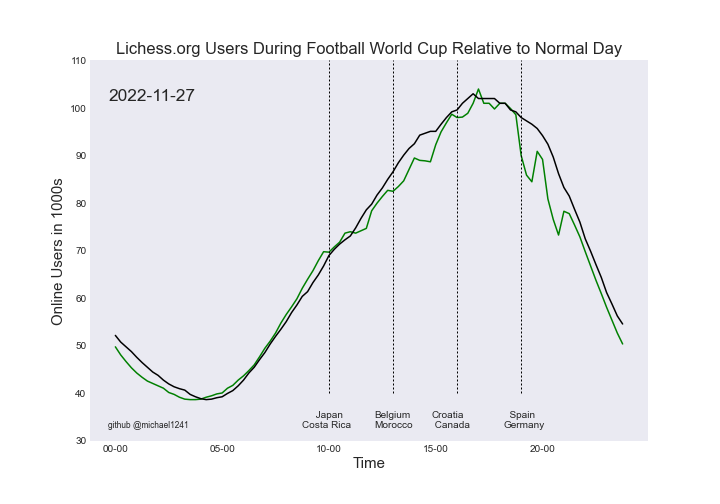 Lichess.org Users During Football World Cup Relative to Normal Day
110
100
90
80
70
60
50
40
30
Online Users in 1000s
2022-11-27
Japan
Costa Rica
Belgium
Morocco
Croatia
Canada
Spain
Germany
github @michael1241
00-00
05-00
10-00
15-00
20-00
Time